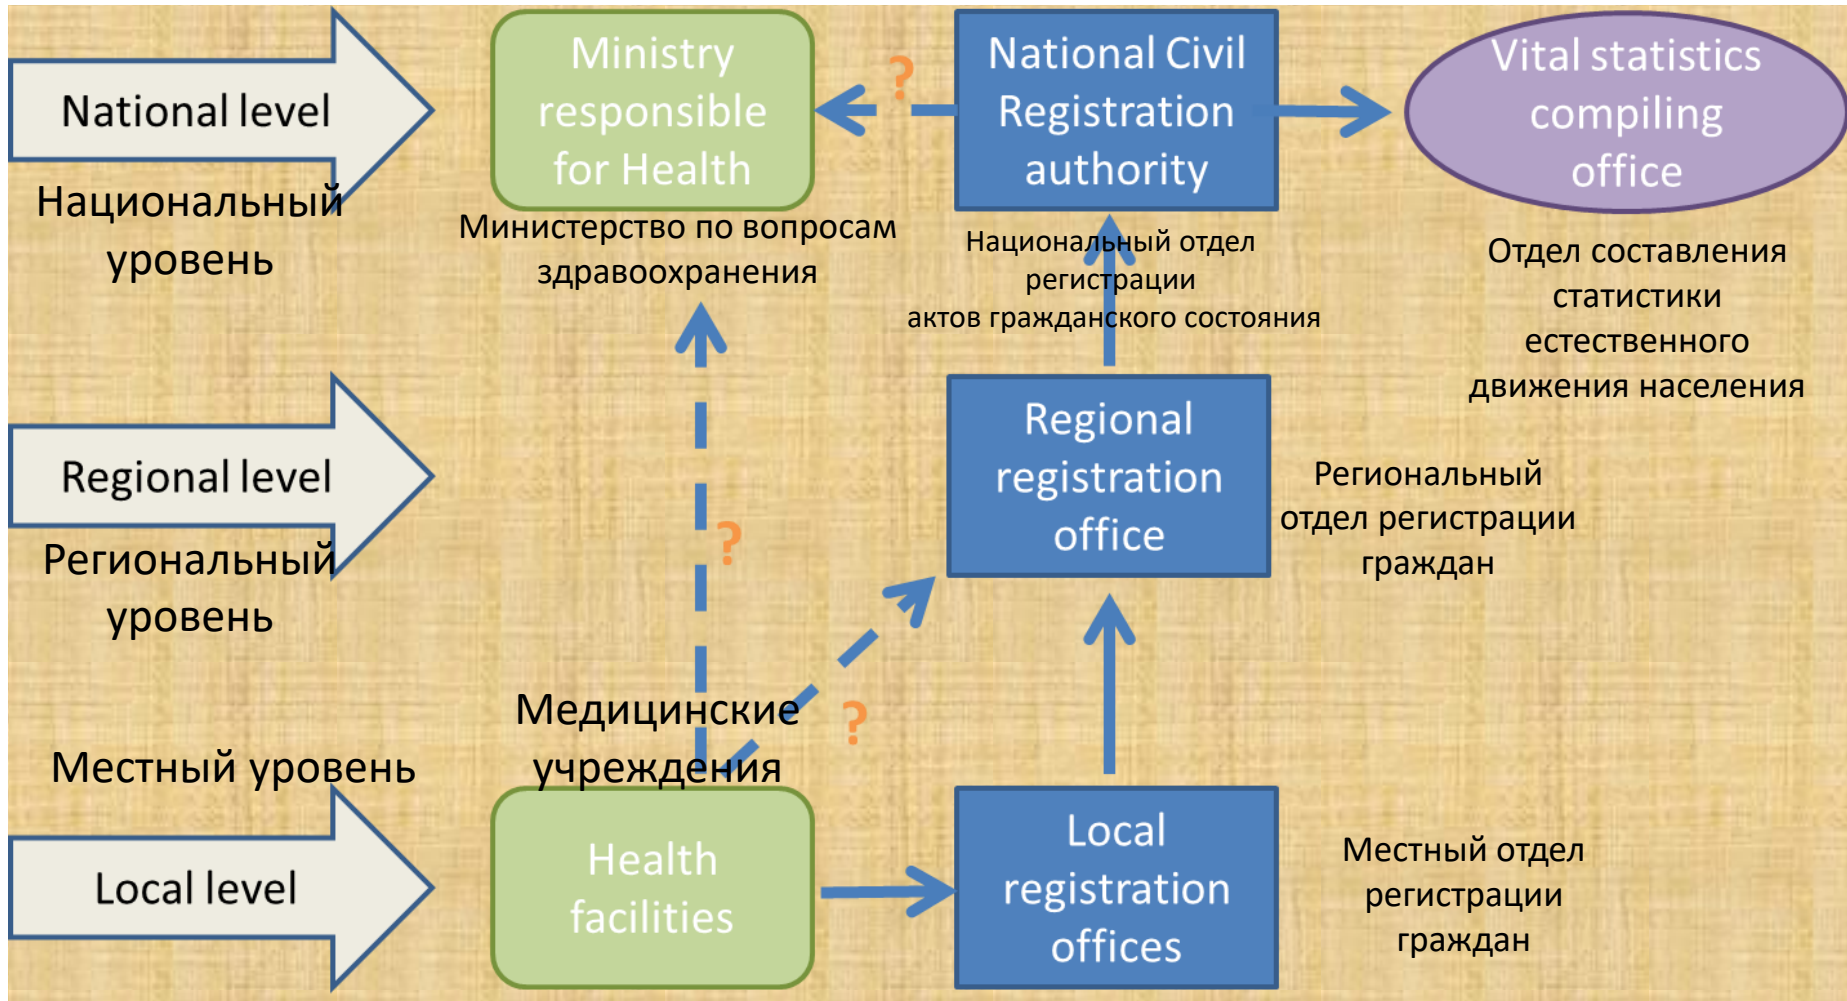 National level
Национальный
уровень
Ministry
responsible
for Health
Министерство по вопросам
здравоохранения
?
National Civil
Registration
authority
Национальный отдел
регистрации
актов гражданского состояния
Vital statistics
compiling
office
Отдел составления
статистики
естественного
движения населения
Regional level
Региональный
уровень
?
Regional
registration
office
Региональный
отдел регистрации
граждан
Местный уровень
Local level
Медицинские
учреждения
?
Health
facilities
Local
registration
offices
Местный отдел
регистрации
граждан